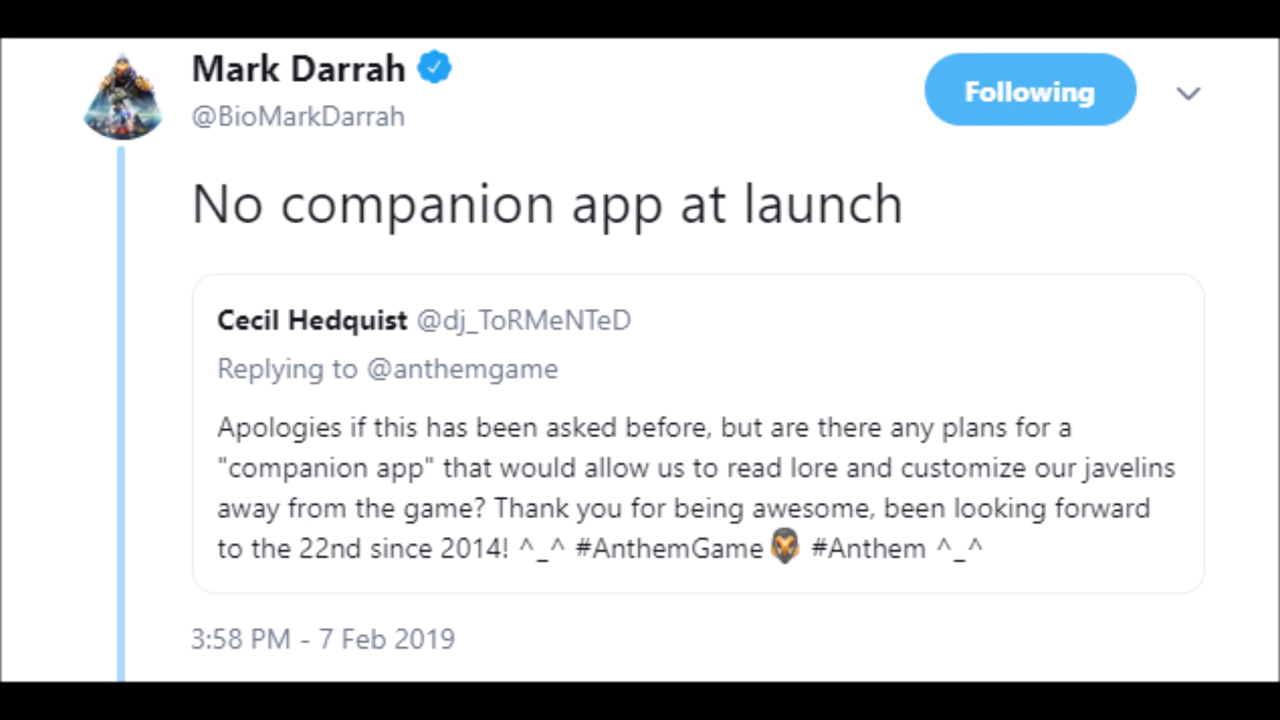 Mark Darrah
@BioMarkDarrah
Following
No companion app at launch
Cecil Hedquist @dj_ToRMeNTeD
Replying to @anthemgame
Apologies if this has been asked before, but are there any plans for a
"companion app" that would allow us to read lore and customize our javelins
away from the game? Thank you for being awesome, been looking forward
to the 22nd since 2014! ^_^ #AnthemGame #Anthem ^_^
3:58 PM - 7 Feb 2019